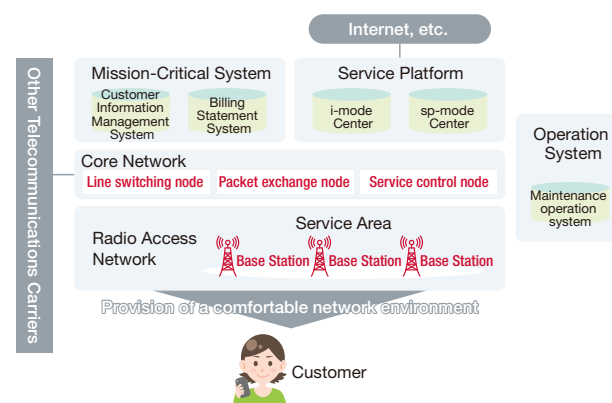 Internet, etc.
Other Telecommunications Carriers
Mission-Critical System
Customer
Information
Management
System
Billing
Statement
System
Service Platform
i-mode
Center
sp-mode
Center
Operation
System
Maintenance
operation
system
Core Network
Line switching node
Packet exchange node
Service control node
Radio Access
Network
Service Area
Base Station
Base Station
Base Station
Provision of a comfortable network environment
Customer